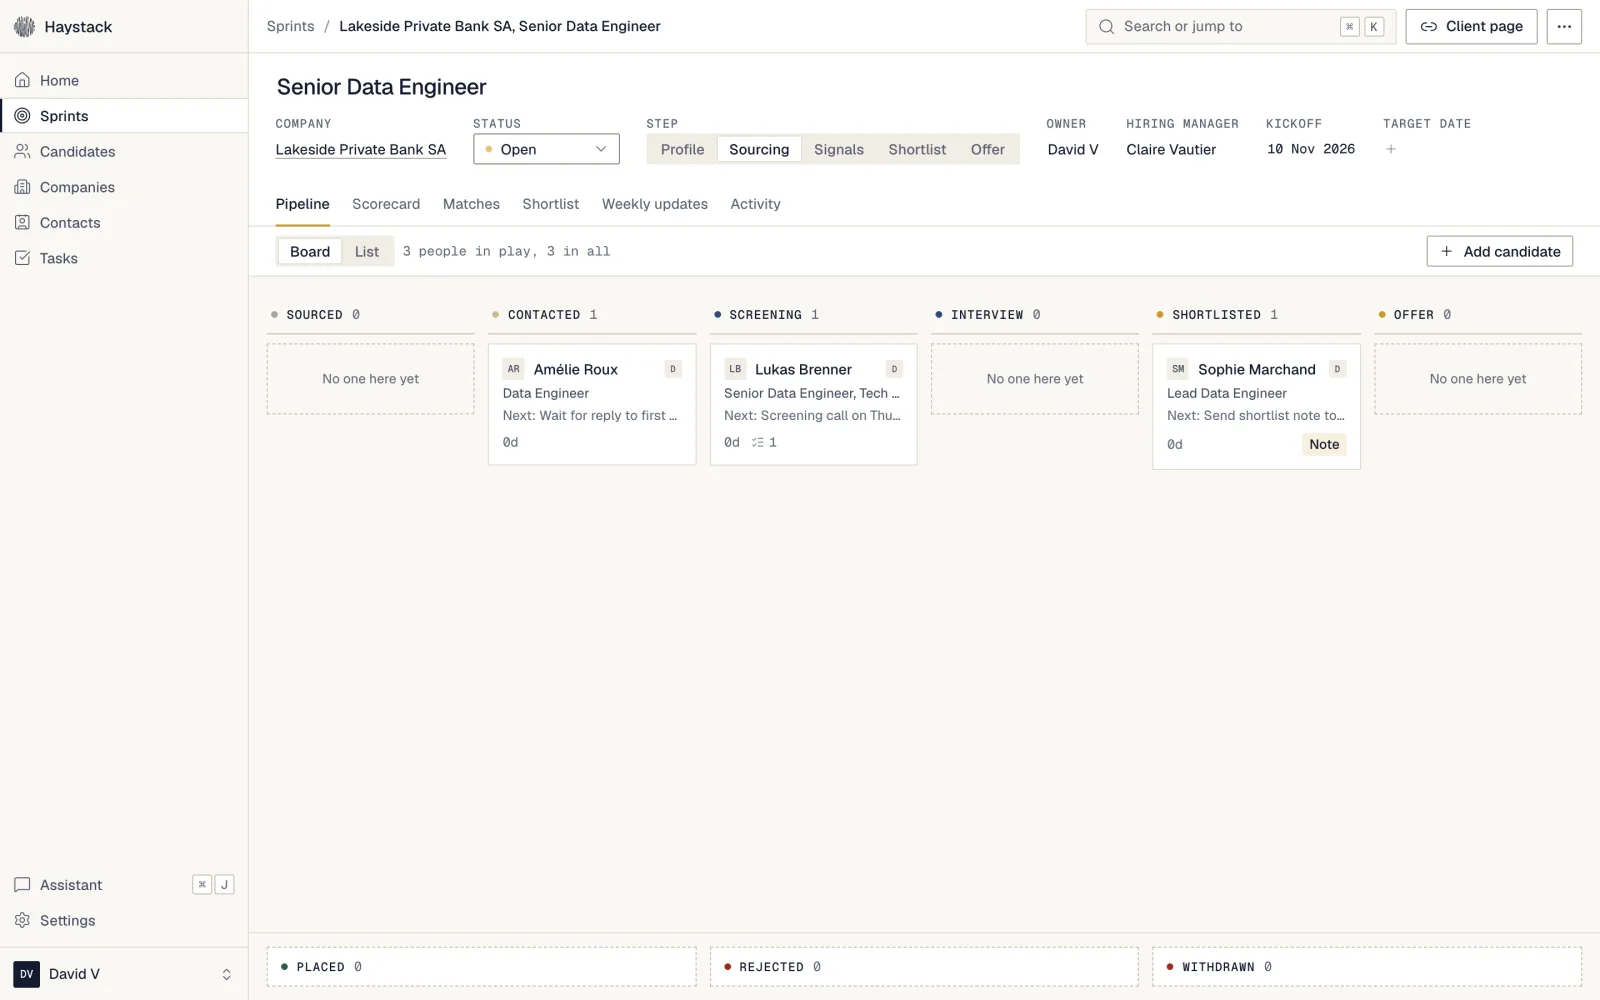 Haystack
Sprints / Lakeside Private Bank SA, Senior Data Engineer
Search or jump to
⌘ K
Client page
Home
Sprints
Candidates
Companies
Contacts
Tasks
Senior Data Engineer
COMPANY
Lakeside Private Bank SA
STATUS
Open
STEP
Profile Sourcing Signals Shortlist Offer
OWNER
David V
HIRING MANAGER
Claire Vautier
KICKOFF
10 Nov 2026
TARGET DATE
+
Pipeline Scorecard Matches Shortlist Weekly updates Activity
Board List 3 people in play, 3 in all
+ Add candidate
SOURCED 0
No one here yet
CONTACTED 1
AR Amélie Roux D
Data Engineer
Next: Wait for reply to first ...
0d
SCREENING 1
LB Lukas Brenner D
Senior Data Engineer, Tech ...
Next: Screening call on Thu...
0d 1
INTERVIEW 0
No one here yet
SHORTLISTED 1
SM Sophie Marchand D
Lead Data Engineer
Next: Send shortlist note to...
0d Note
OFFER 0
No one here yet
Assistant ⌘ J
Settings
DV David V
PLACED 0
REJECTED 0
WITHDRAWN 0